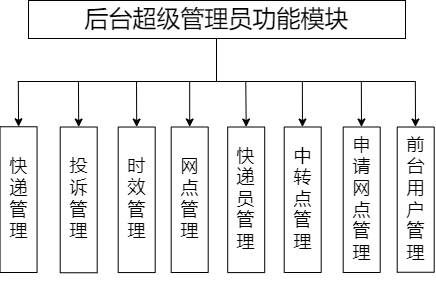 后台超级管理员功能模块
快递管理
投诉管理
时效管理
网点管理
快递员管理
中转点管理
申请网点管理
前台用户管理